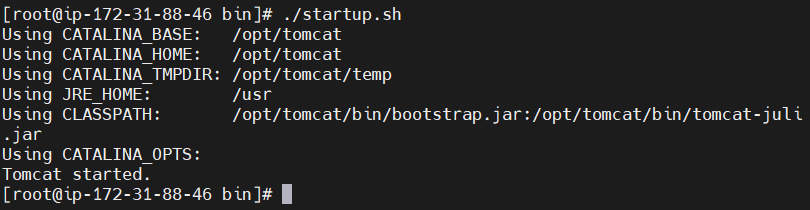 [root@ip-172-31-88-46 bin]# ./startup.sh
Using CATALINA_BASE:   /opt/tomcat
Using CATALINA_HOME:   /opt/tomcat
Using CATALINA_TMPDIR: /opt/tomcat/temp
Using JRE_HOME:        /usr
Using CLASSPATH:       /opt/tomcat/bin/bootstrap.jar:/opt/tomcat/bin/tomcat-juli
.jar
Using CATALINA_OPTS:
Tomcat started.
[root@ip-172-31-88-46 bin]#